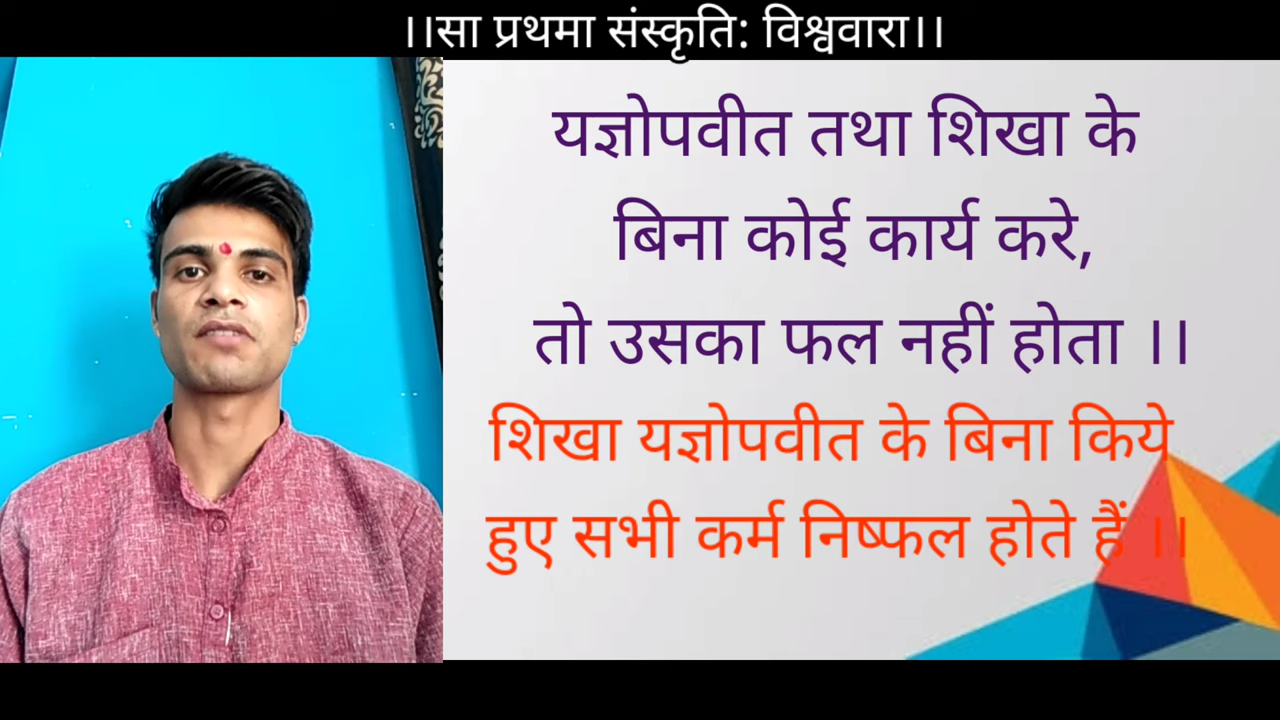 ।।सा प्रथमा संस्कृति: विश्ववारा।।
यज्ञोपवीत तथा शिखा के
बिना कोई कार्य करे,
तो उसका फल नहीं होता ।।
शिखा यज्ञोपवीत के बिना किये
हुए सभी कर्म निष्फल होते हैं ।।